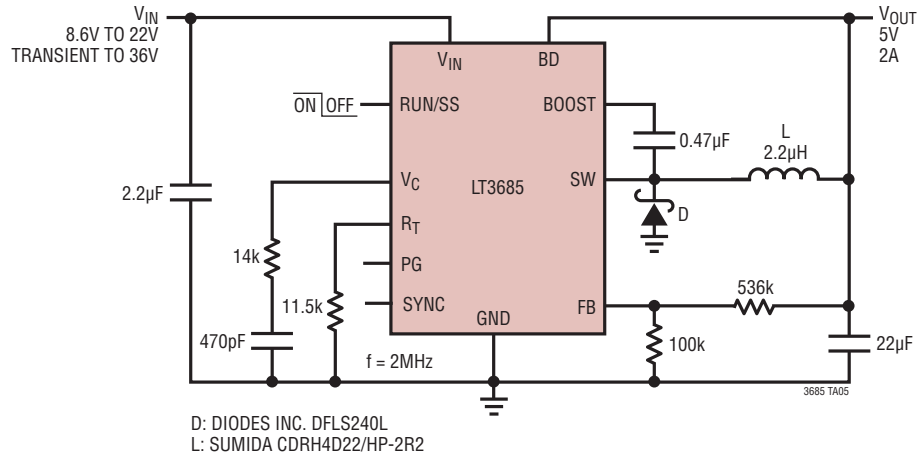 VIN
8.6V TO 22V
TRANSIENT TO 36V
VOUT
5V
2A
VIN
BD
ON OFF
RUN/SS
BOOST
0.47µF
L
2.2µH
VC
LT3685
SW
2.2µF
D
RT
14k
PG
11.5k
536k
SYNC
FB
GND
470pF
f = 2MHz
100k
22µF
3685 TA05
D: DIODES INC. DFLS240L
L: SUMIDA CDRH4D22/HP-2R2